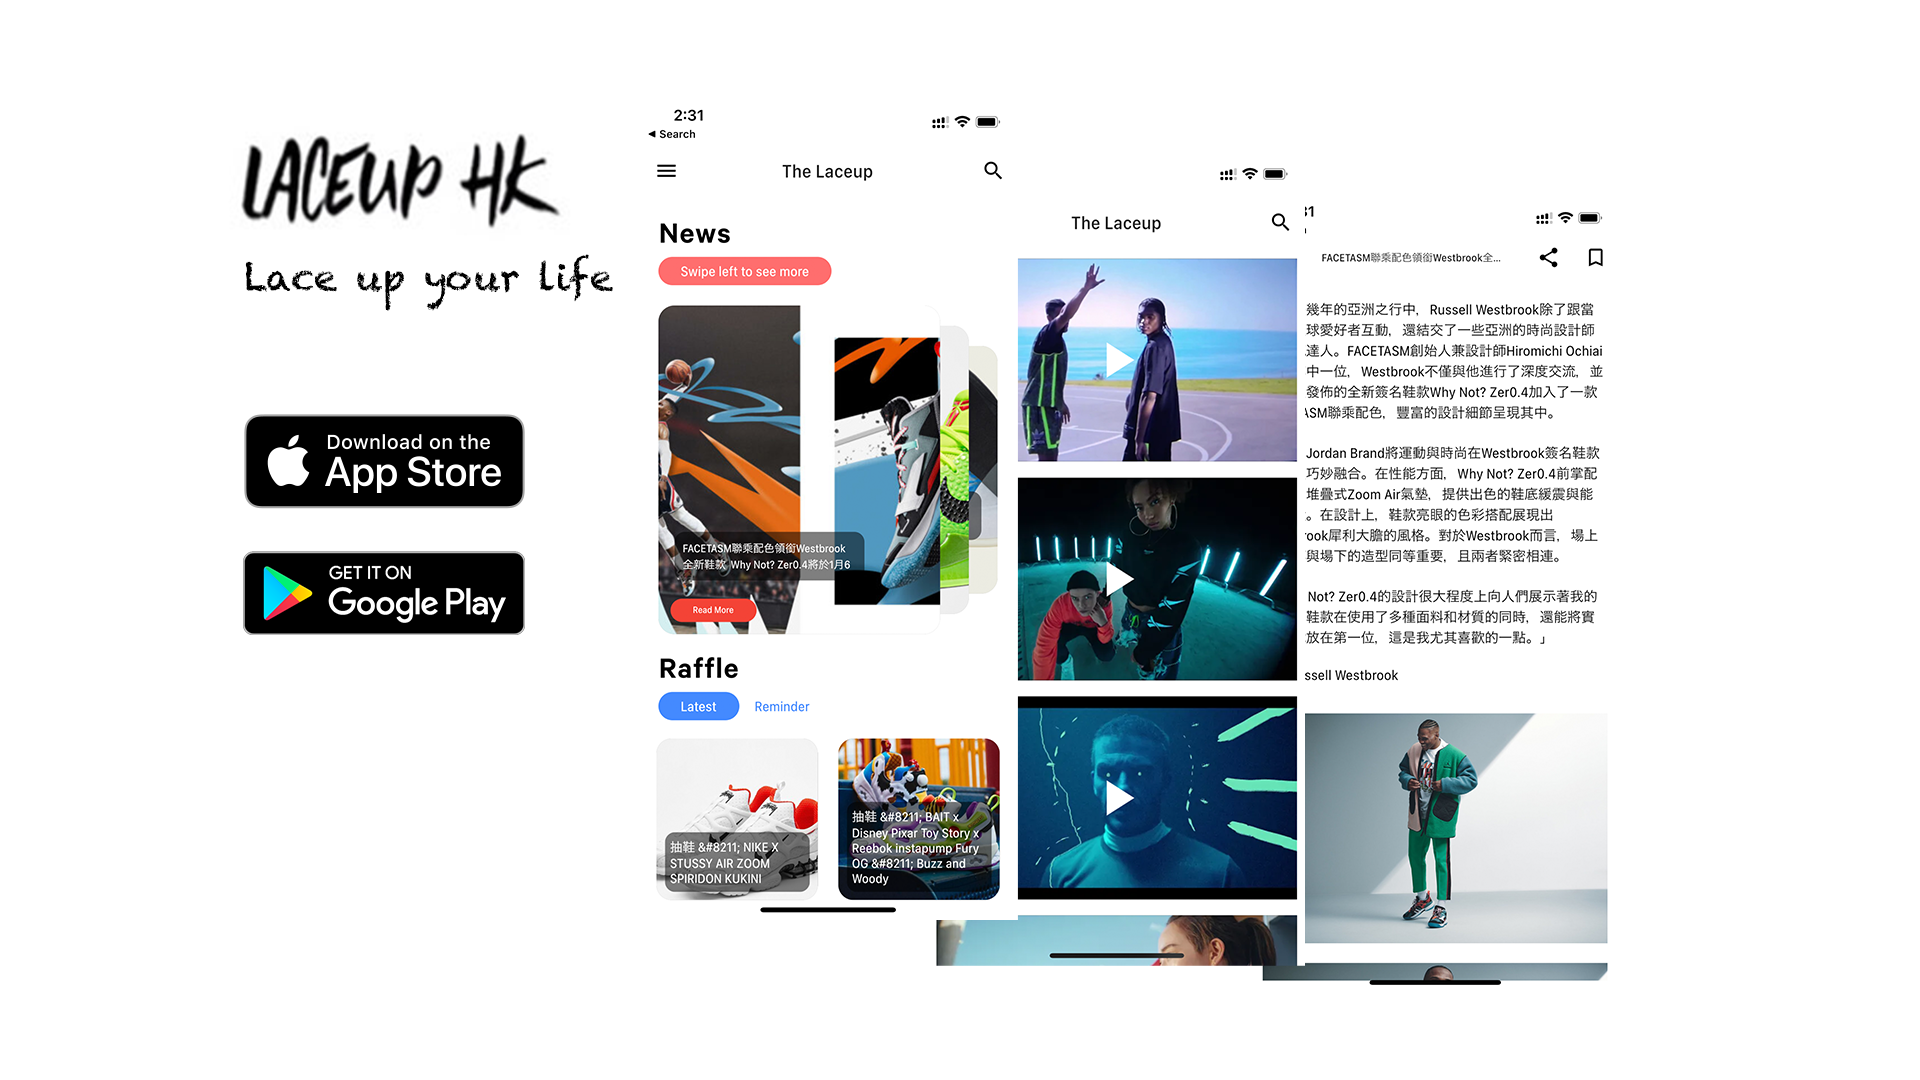 LACEUP HK
Lace up your life
Download on the
App Store
GET IT ON
Google Play
2:31
Search
The Laceup
News
Swipe left to see more
FACETASM聯乘配色領銜Westbrook
全新鞋款 Why Not? Zer0.4將於1月6
Read More
Raffle
Latest
Reminder
抽鞋 &#8211; NIKE X
STUSSY AIR ZOOM
SPIRIDON KUKINI
抽鞋 &#8211; BAIT x
Disney Pixar Toy Story x
Reebok instapump Fury
OG &#8211; Buzz and
Woody
The Laceup
31
FACETASM聯乘配色領銜Westbrook全...
幾年的亞洲之行中，Russell Westbrook除了跟當
球愛好者互動，還結交了一些亞洲的時尚設計師
達人。FACETASM創始人兼設計師Hiromichi Ochiai
中一位，Westbrook不僅與他進行了深度交流，並
發佈的全新簽名鞋款Why Not? Zer0.4加入了一款
ASM聯乘配色，豐富的設計細節呈現其中。
Jordan Brand將運動與時尚在Westbrook簽名鞋款
巧妙融合。在性能方面，Why Not? Zer0.4前掌配
堆疊式Zoom Air氣墊，提供出色的鞋底緩震與能
。在設計上，鞋款亮眼的色彩搭配展現出
rook犀利大膽的風格。對於Westbrook而言，場上
與場下的造型同等重要，且兩者緊密相連。
Not? Zer0.4的設計很大程度上向人們展示著我的
鞋款在使用了多種面料和材質的同時，還能將實
放在第一位，這是我尤其喜歡的一點。」
ssell Westbrook